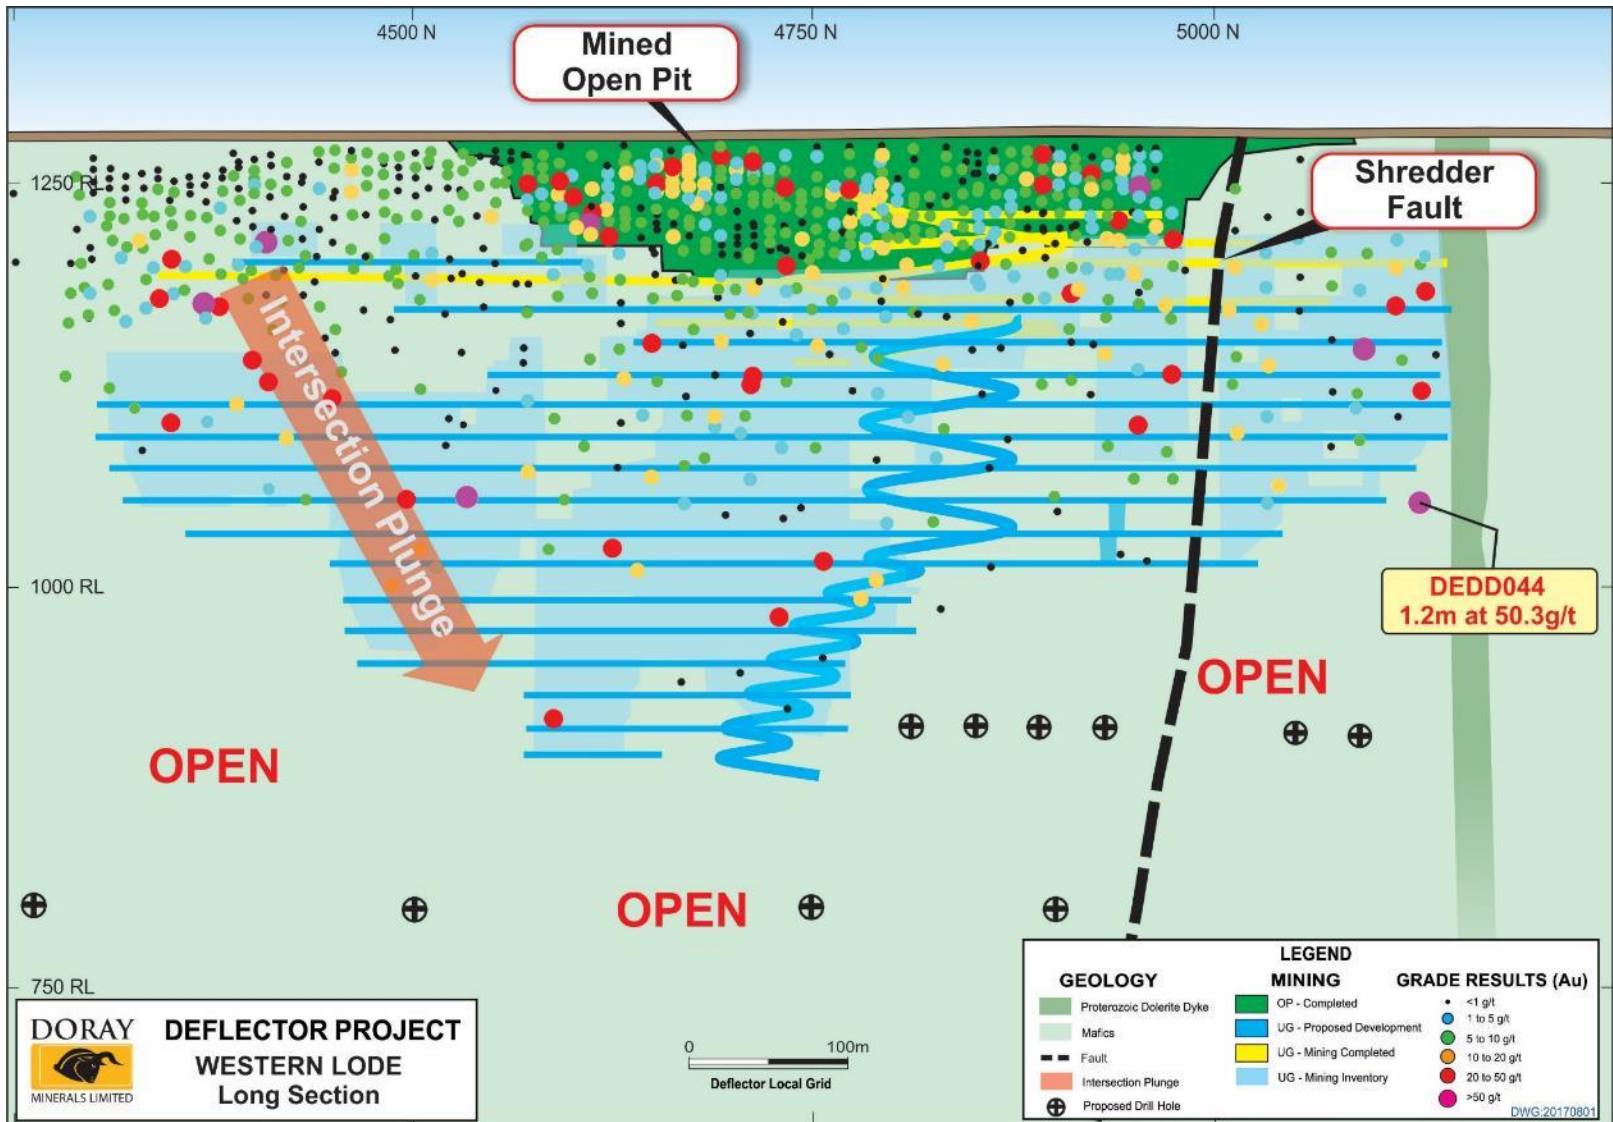 4500 N
4750 N
5000 N
Mined
Open Pit
1250 RL
Shredder
Fault
Intersection Plunge
1000 RL
DEDD044
1.2m at 50.3g/t
OPEN
OPEN
OPEN
750 RL
DORAY
MINERALS LIMITED
DEFLECTOR PROJECT
WESTERN LODE
Long Section
0 100m
Deflector Local Grid
LEGEND
GEOLOGY
Proterozoic Dolerite Dyke
Mafics
Fault
Intersection Plunge
Proposed Drill Hole
MINING
OP - Completed
UG - Proposed Development
UG - Mining Completed
UG - Mining Inventory
GRADE RESULTS (Au)
<1 g/t
1 to 5 g/t
5 to 10 g/t
10 to 20 g/t
20 to 50 g/t
>50 g/t
DWG:20170801